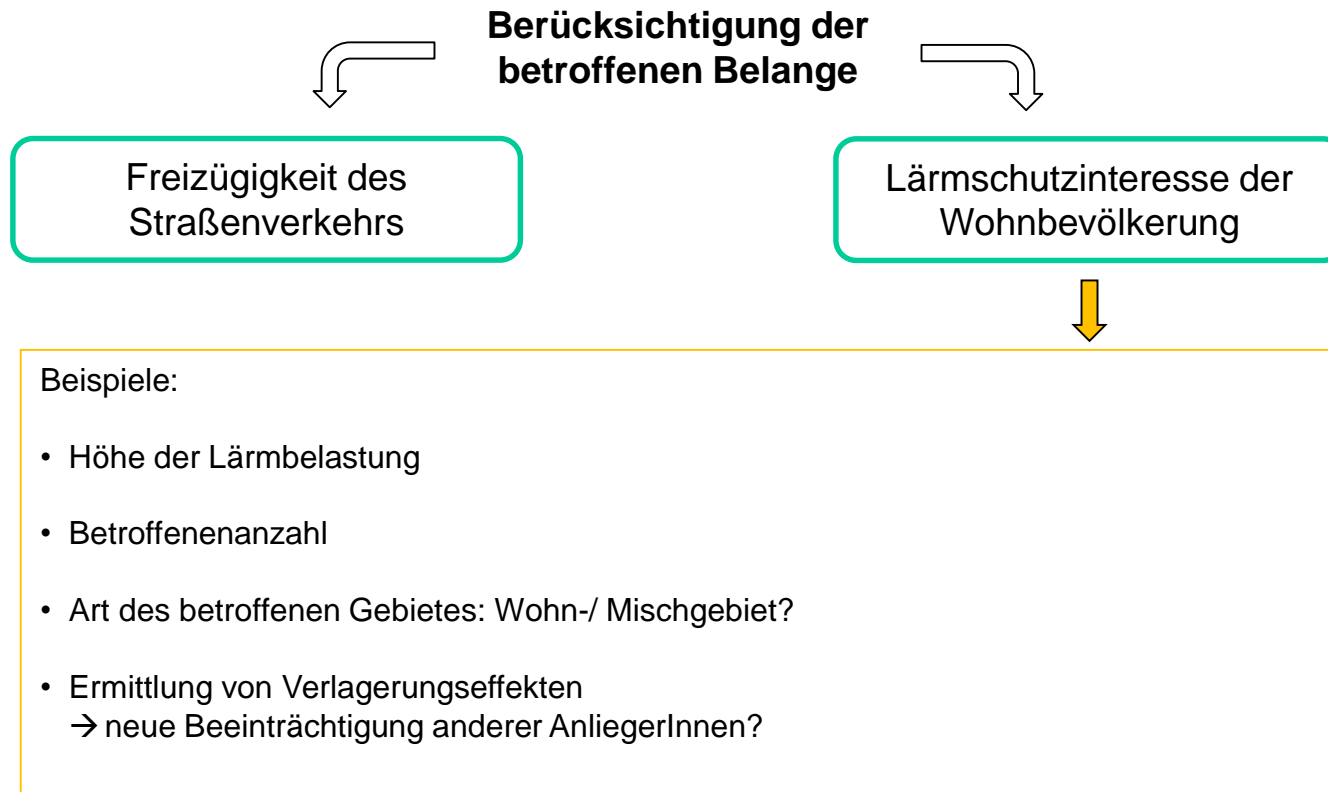 Berücksichtigung der
betroffenen Belange
Freizügigkeit des
Straßenverkehrs
Lärmschutzinteresse der
Wohnbevölkerung
Beispiele:
• Höhe der Lärmbelastung
• Betroffenenanzahl
• Art des betroffenen Gebietes: Wohn-/ Mischgebiet?
• Ermittlung von Verlagerungseffekten
→ neue Beeinträchtigung anderer AnliegerInnen?